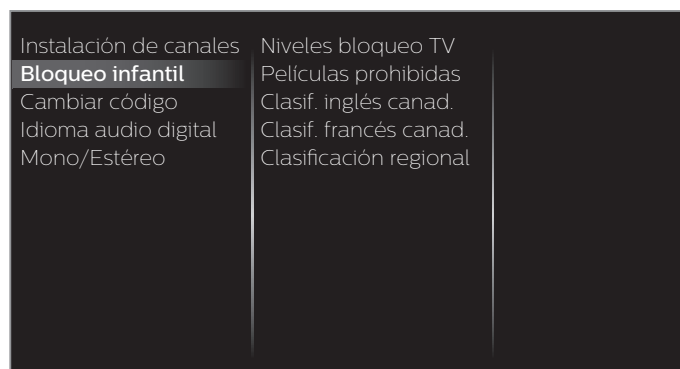 Instalación de canales
Bloqueo infantil
Cambiar código
Idioma audio digital
Mono/Estéreo
Niveles bloqueo TV
Películas prohibidas
Clasif. inglés canad.
Clasif. francés canad.
Clasificación regional